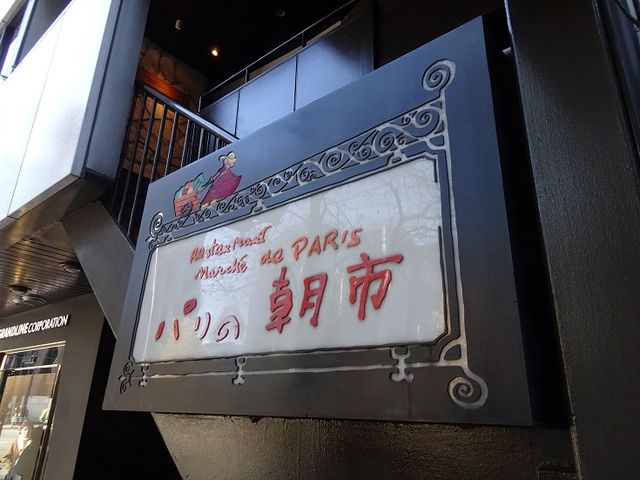 Restaurant
Marché de PARIS
パリの 朝市
GRANDLINE CORPORATION